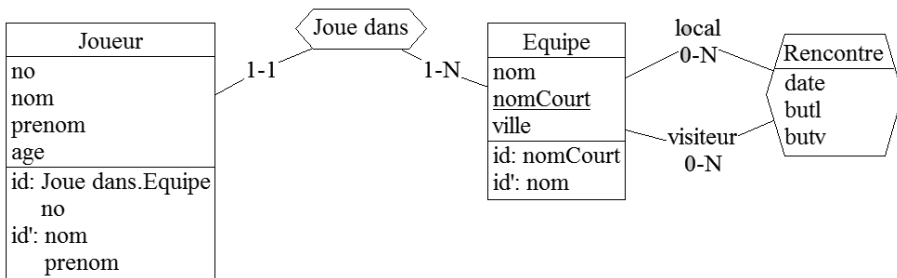 Joueur
no
nom
prenom
age
id: Joue dans.Equipe
no
id': nom
prenom
1-1
Joue dans
1-N
Equipe
nom
nomCourt
ville
id: nomCourt
id': nom
local
0-N
visiteur
0-N
Rencontre
date
butl
butv